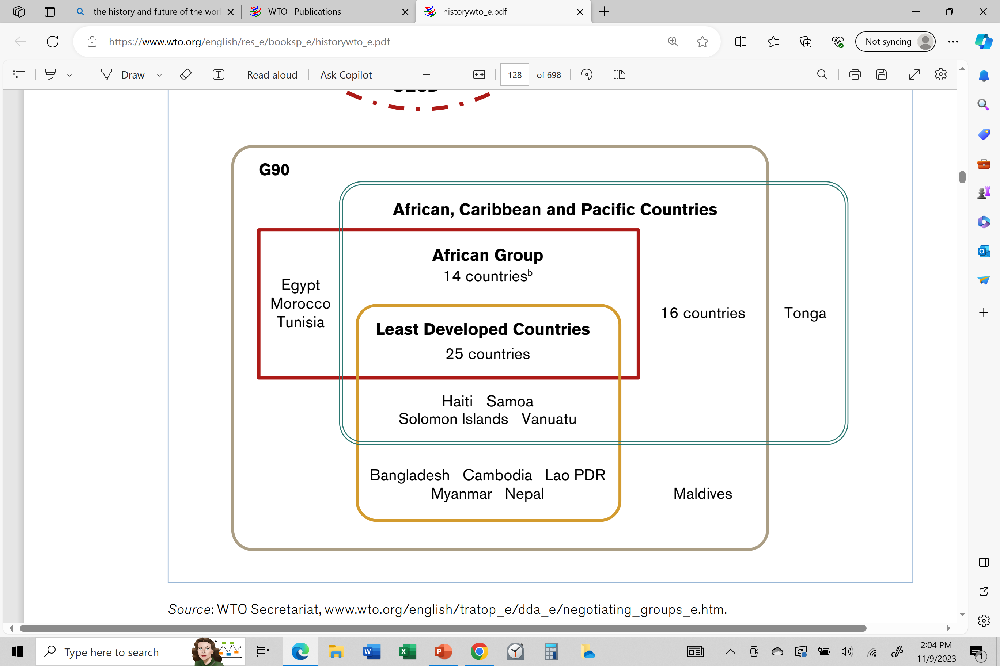 the history and future of the wor
WTO | Publications
historywto_e.pdf
https://www.wto.org/english/res_e/booksp_e/historywto_e.pdf
Not syncing
Draw
T
Read aloud
Ask Copilot
128
of 698
G90
African, Caribbean and Pacific Countries
African Group
14 countriesᵇ
Egypt
Morocco
Tunisia
Least Developed Countries
25 countries
16 countries
Tonga
Haiti Samoa
Solomon Islands Vanuatu
Bangladesh Cambodia Lao PDR
Myanmar Nepal
Maldives
Source: WTO Secretariat, www.wto.org/english/tratop_e/dda_e/negotiating_groups_e.htm.
Type here to search
2:04 PM
11/9/2023
1